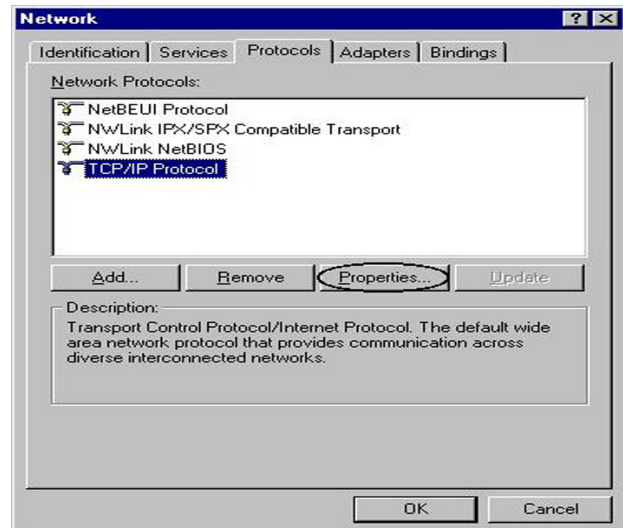 Network
Identification Services Protocols Adapters Bindings
Network Protocols:
NetBEUI Protocol
NWLink IPX/SPX Compatible Transport
NWLink NetBIOS
TCP/IP Protocol
Add... Remove Properties... Update
Description:
Transport Control Protocol/Internet Protocol. The default wide
area network protocol that provides communication across
diverse interconnected networks.
OK Cancel